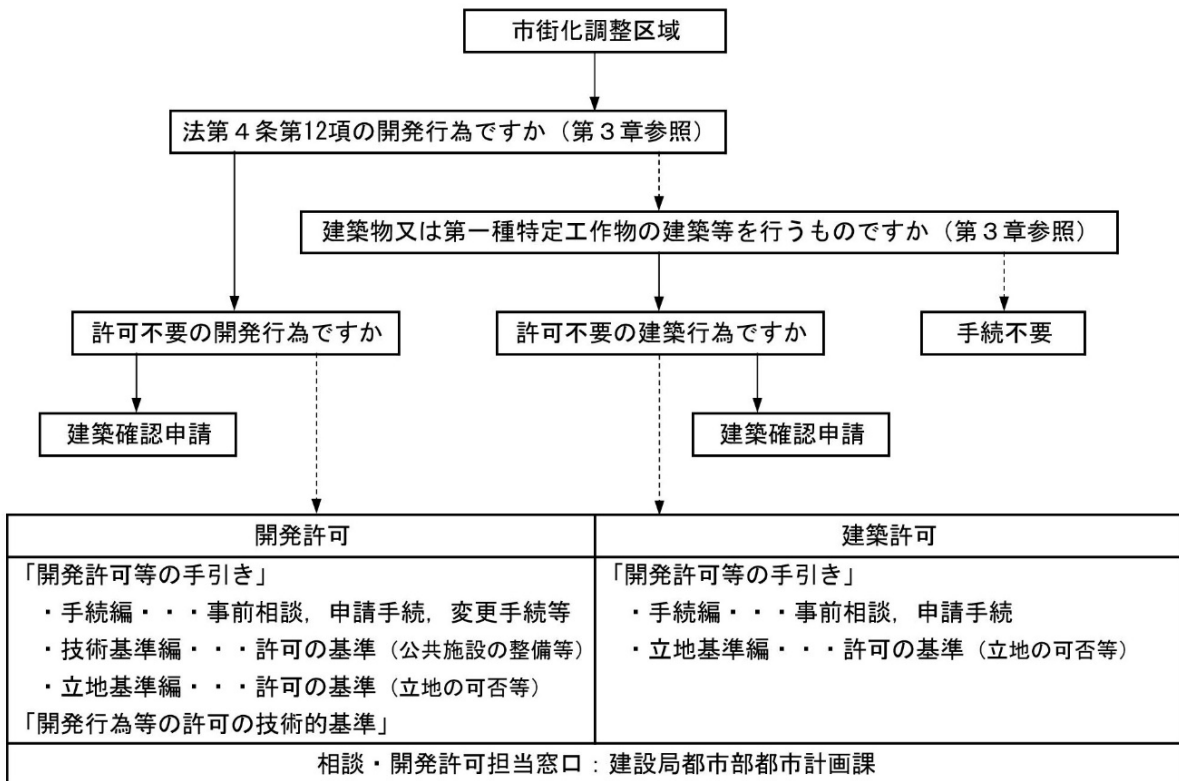 市街化調整区域
法第４条第12項の開発行為ですか（第３章参照）
建築物又は第一種特定工作物の建築等を行うものですか（第３章参照）
許可不要の開発行為ですか
許可不要の建築行為ですか
手続不要
建築確認申請
建築確認申請
開発許可
「開発許可等の手引き」
・手続編・・・事前相談，申請手続，変更手続等
・技術基準編・・・許可の基準（公共施設の整備等）
・立地基準編・・・許可の基準（立地の可否等）
「開発行為等の許可の技術的基準」
建築許可
「開発許可等の手引き」
・手続編・・・事前相談，申請手続
・立地基準編・・・許可の基準（立地の可否等）
相談・開発許可担当窓口：建設局都市部都市計画課